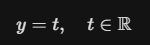 y = t, t ∈ ℝ